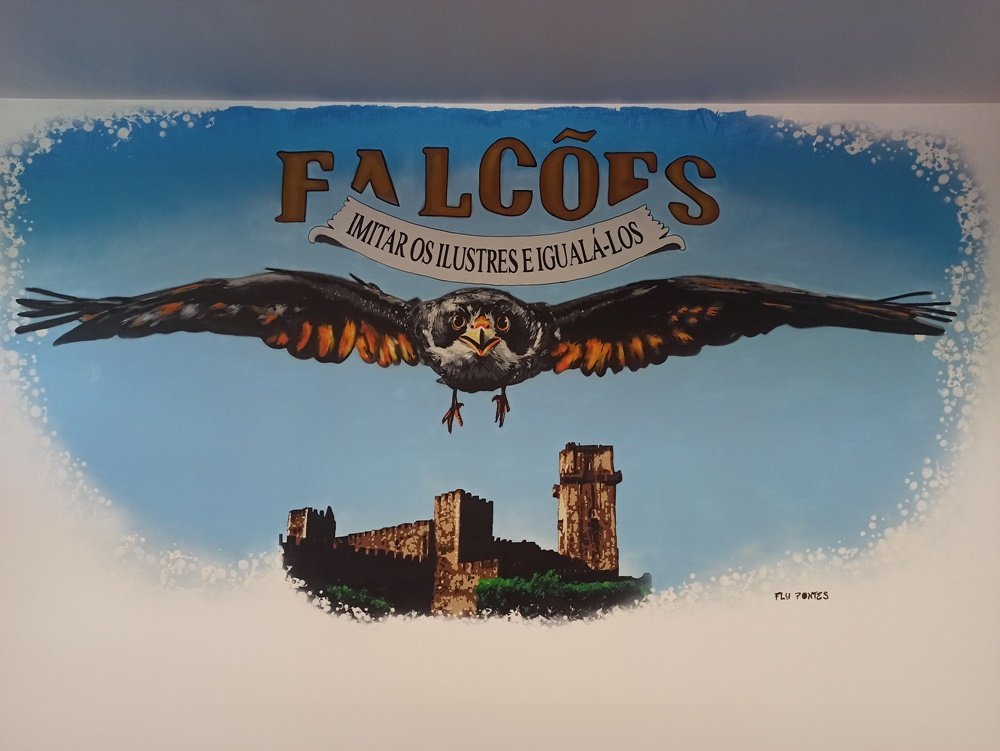 FALCÕES
IMITAR OS ILUSTRES E IGUALÁ-LOS
FLY PONTES